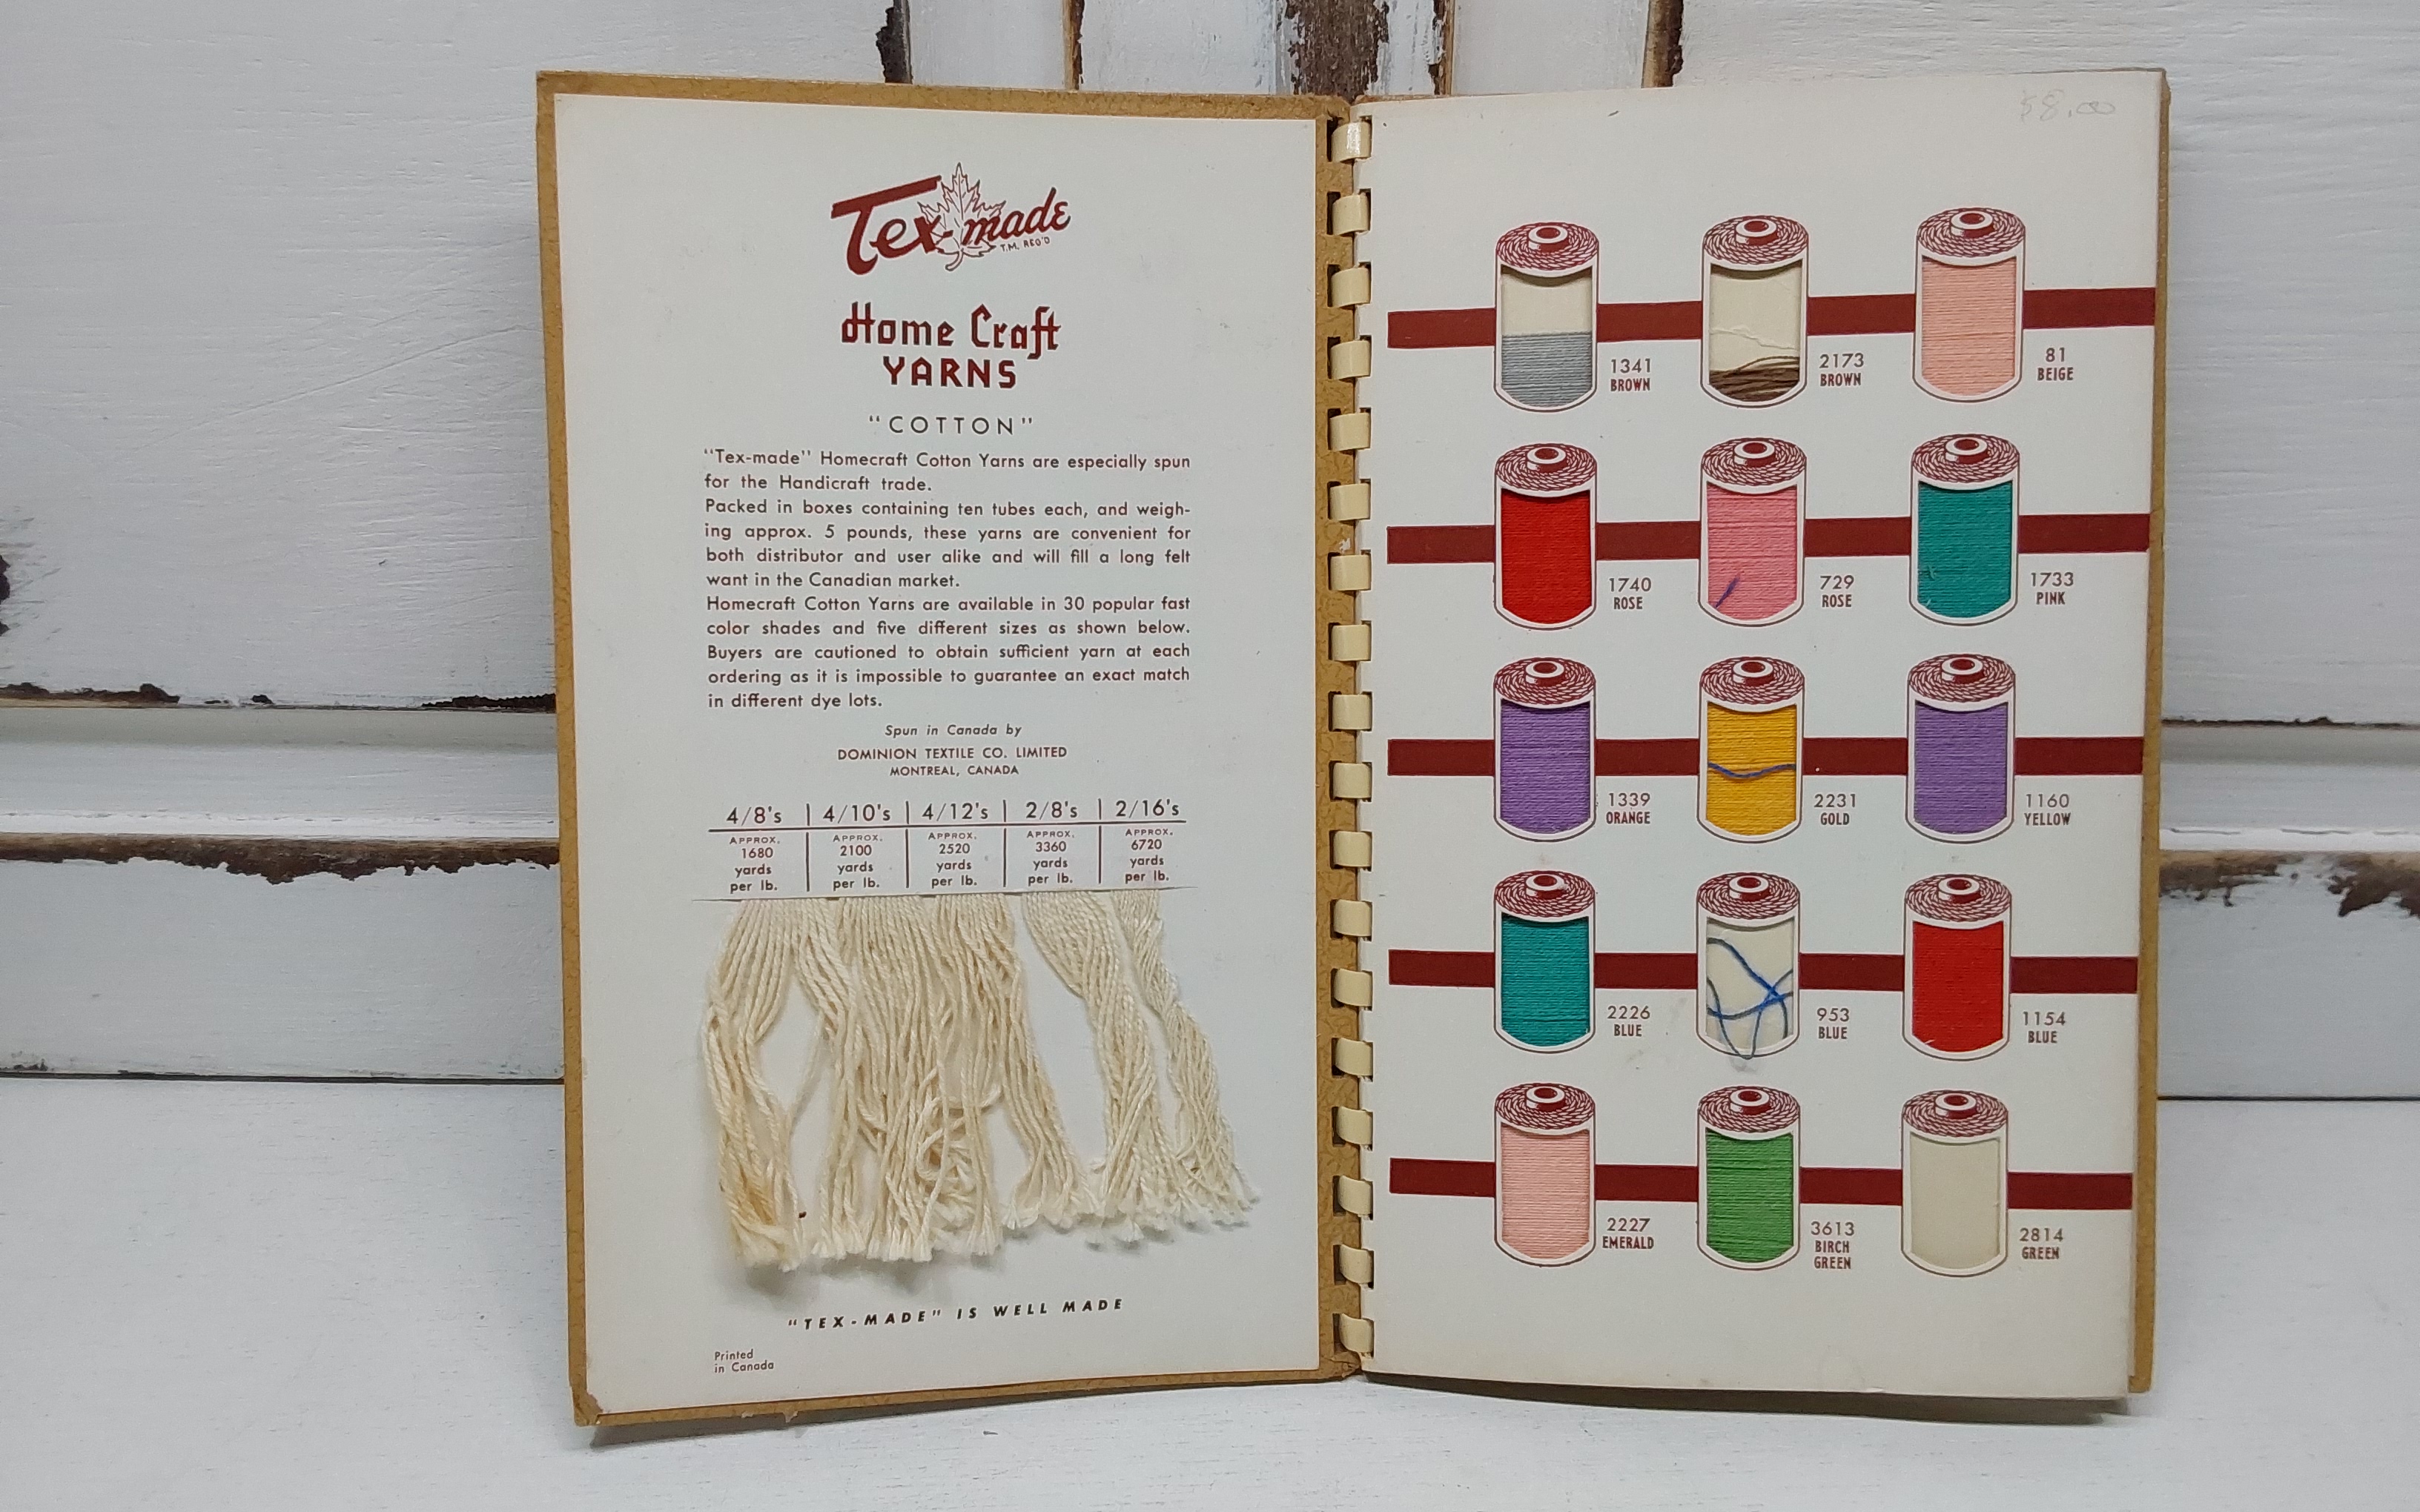 Tex-made
T.M. REG'D
Home Craft
YARNS
"COTTON"
"Tex-made" Homecraft Cotton Yarns are especially spun
for the Handicraft trade.
Packed in boxes containing ten tubes each, and weigh-
ing approx. 5 pounds, these yarns are convenient for
both distributor and user alike and will fill a long felt
want in the Canadian market.
Homecraft Cotton Yarns are available in 30 popular fast
color shades and five different sizes as shown below.
Buyers are cautioned to obtain sufficient yarn at each
ordering as it is impossible to guarantee an exact match
in different dye lots.
Spun in Canada by
DOMINION TEXTILE CO. LIMITED
MONTREAL, CANADA
4/8's | 4/10's | 4/12's | 2/8's | 2/16's
APPROX. APPROX. APPROX. APPROX. APPROX.
1680 2100 2520 3360 6720
yards yards yards yards yards
per lb. per lb. per lb. per lb. per lb.
"TEX-MADE" IS WELL MADE
Printed
in Canada
$8.00
1341 2173 81
BROWN BROWN BEIGE
1740 729 1733
ROSE ROSE PINK
1339 2231 1160
ORANGE GOLD YELLOW
2226 953 1154
BLUE BLUE BLUE
2227 3613 2814
EMERALD BIRCH GREEN
GREEN